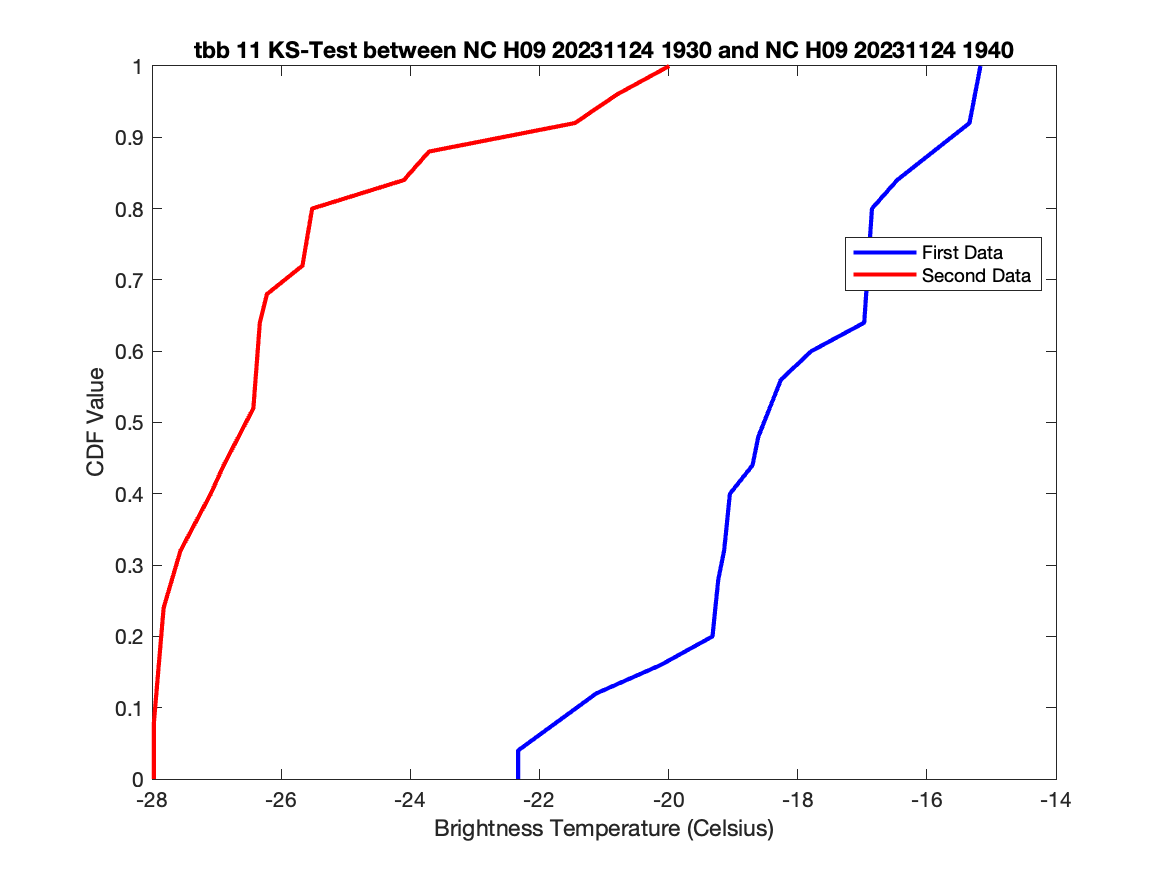 tbb 11 KS-Test between NC H09 20231124 1930 and NC H09 20231124 1940
1
0.9
0.8
0.7
0.6
0.5
0.4
0.3
0.2
0.1
0
CDF Value
First Data
Second Data
-28 -26 -24 -22 -20 -18 -16 -14
Brightness Temperature (Celsius)